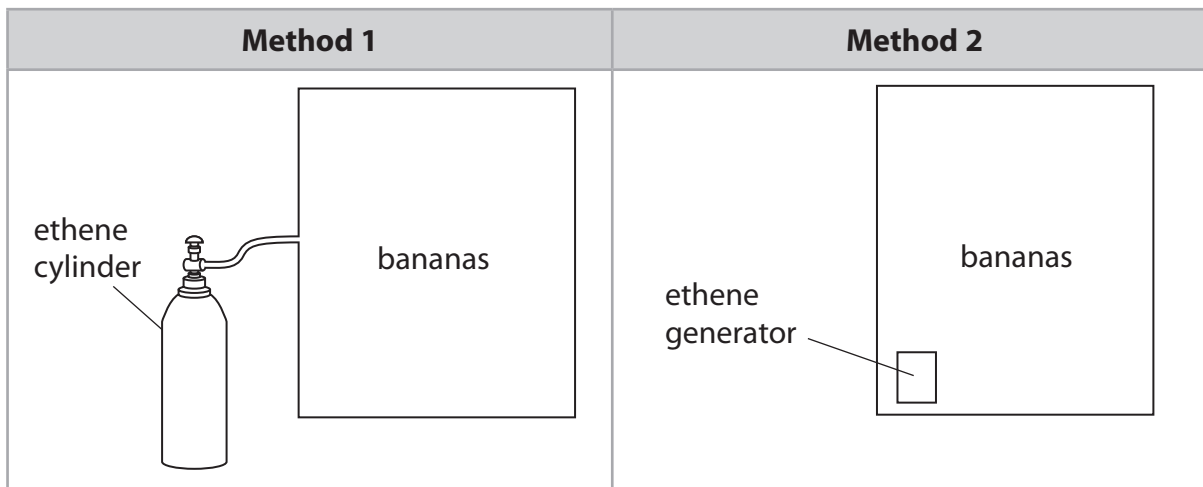 Method 1
Method 2
ethene
cylinder
bananas
ethene
generator
bananas